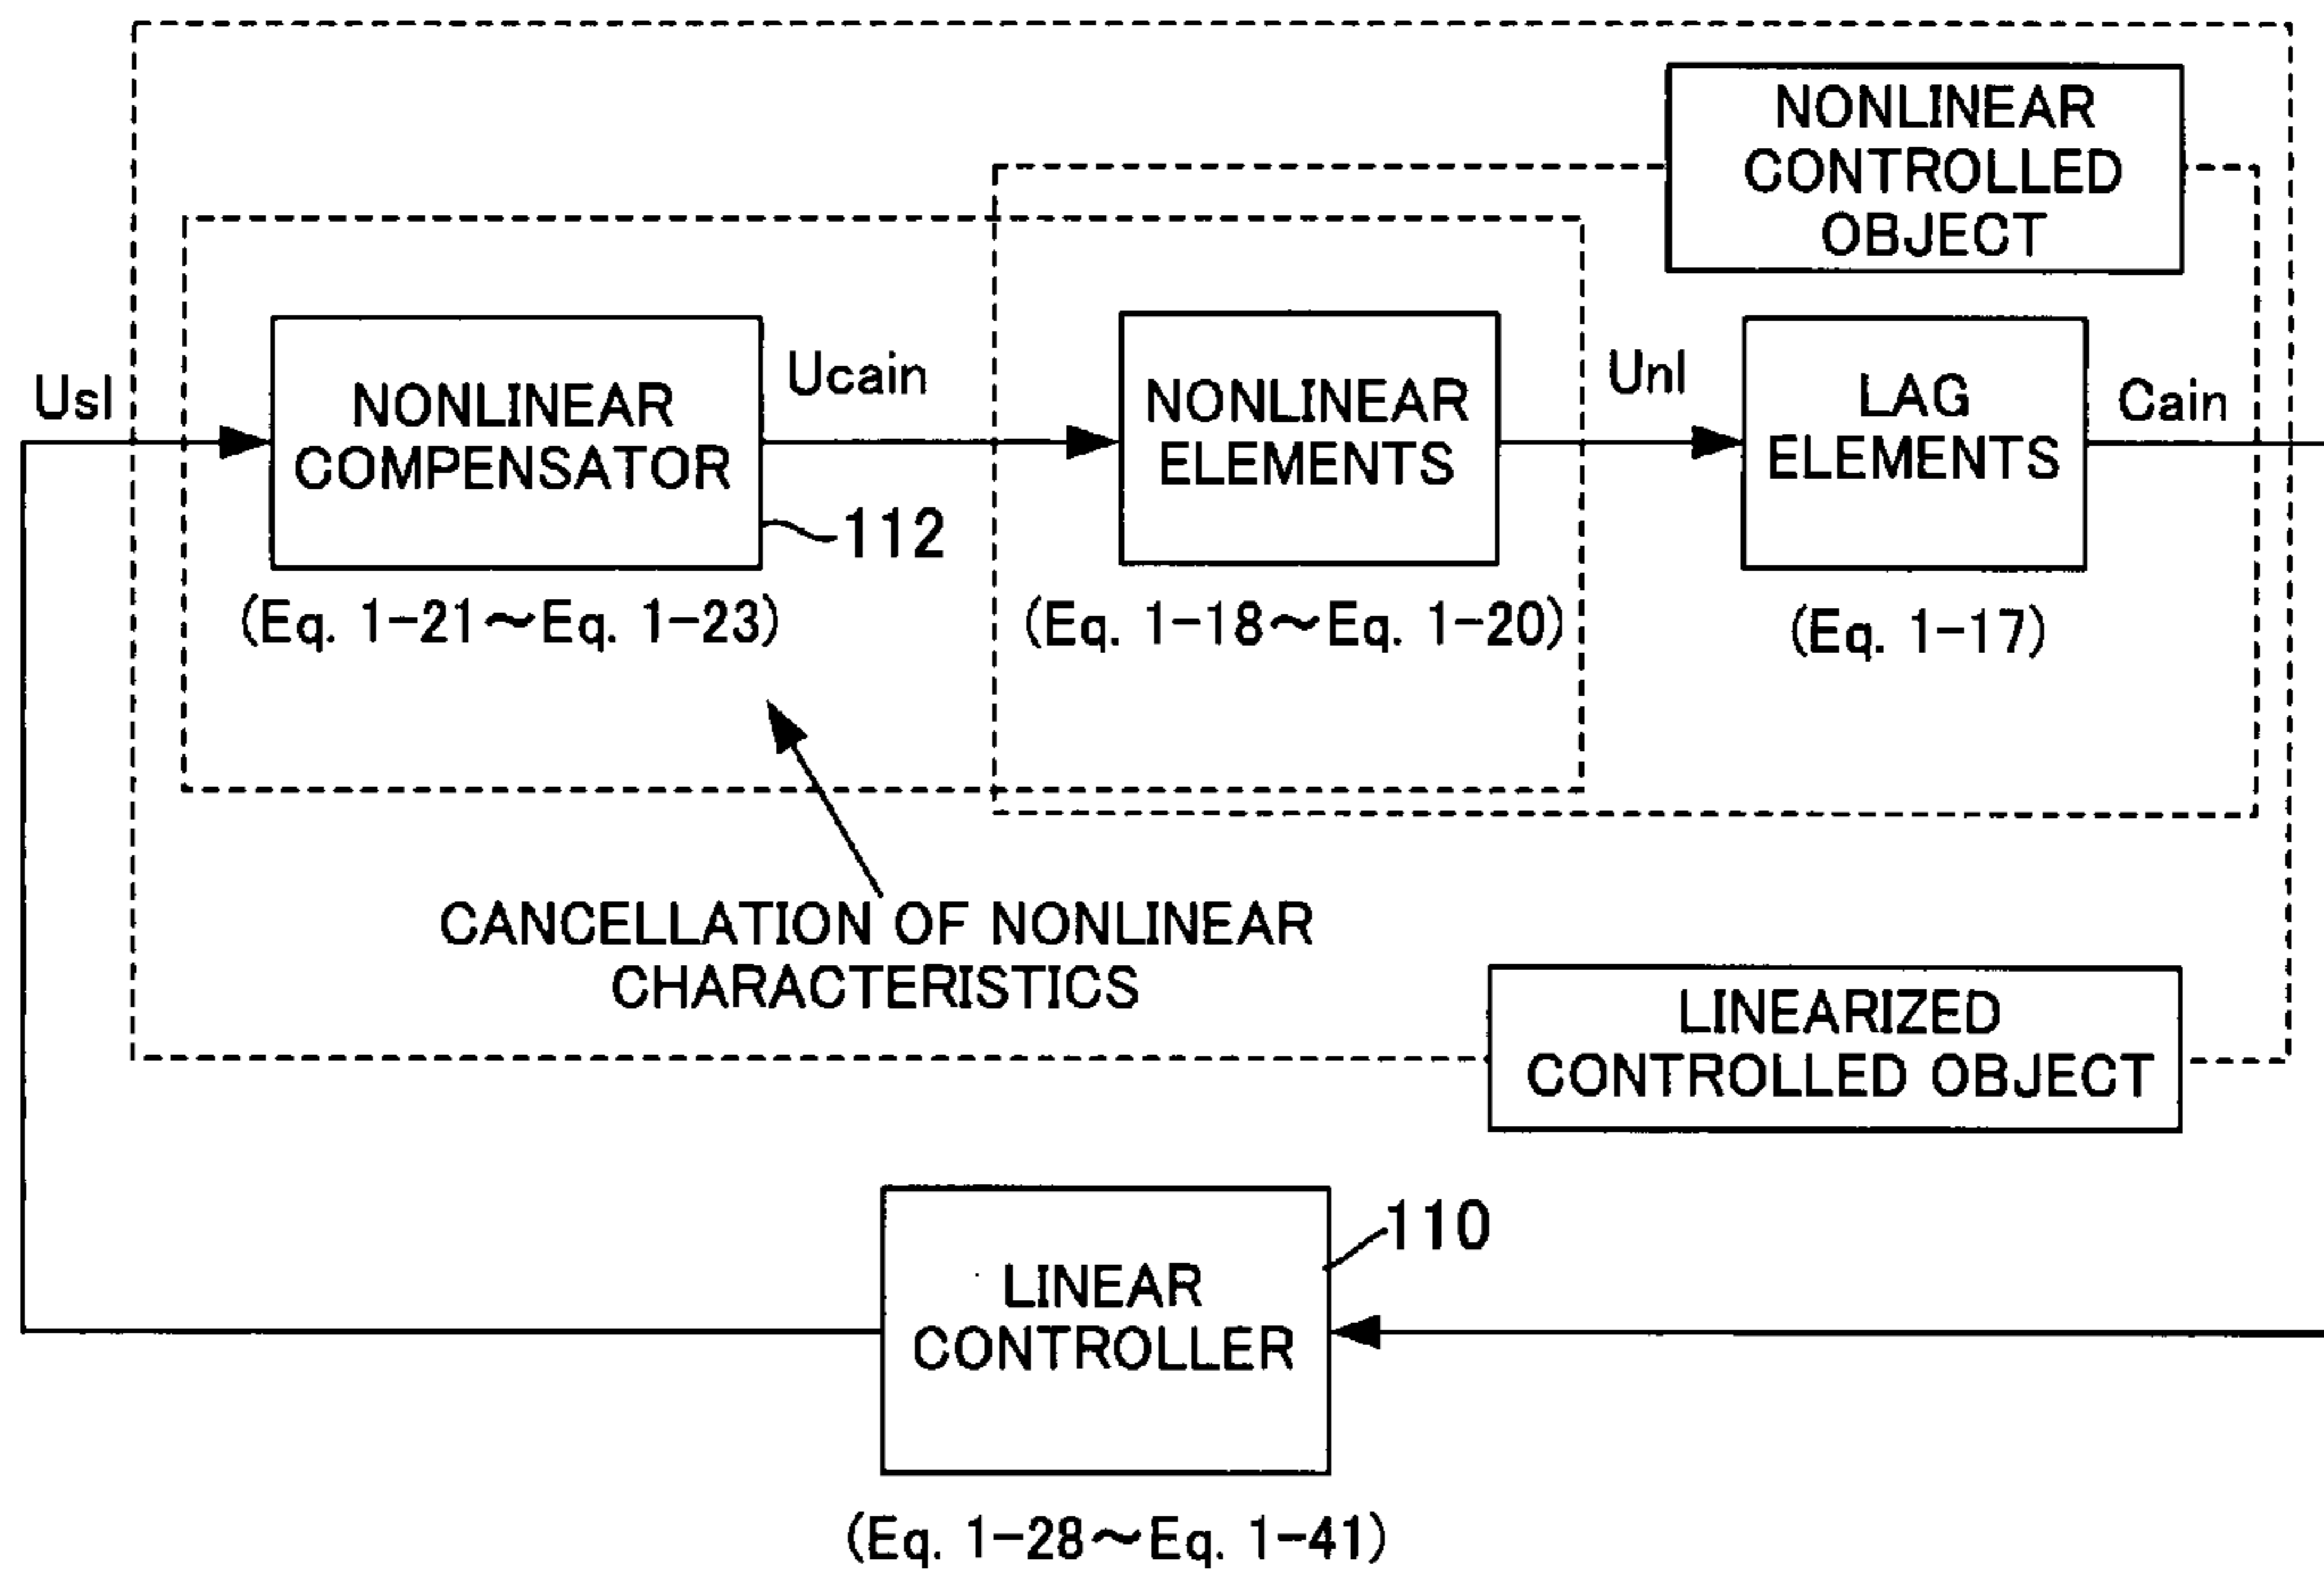 NONLINEAR
CONTROLLED
OBJECT
Usl
NONLINEAR
COMPENSATOR
112
(Eq. 1-21~Eq. 1-23)
Ucain
NONLINEAR
ELEMENTS
(Eq. 1-18~Eq. 1-20)
Unl
LAG
ELEMENTS
(Eq. 1-17)
Cain
CANCELLATION OF NONLINEAR
CHARACTERISTICS
LINEARIZED
CONTROLLED OBJECT
110
LINEAR
CONTROLLER
(Eq. 1-28~Eq. 1-41)